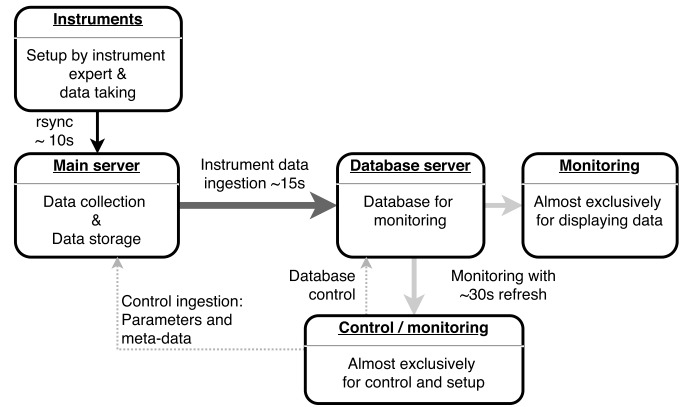 Instruments
Setup by instrument
expert &
data taking
rsync
~ 10s
Main server
Data collection
&
Data storage
Instrument data
ingestion ~15s
Database server
Database for
monitoring
Monitoring
Almost exclusively
for displaying data
Control ingestion:
Parameters and
meta-data
Database
control
Monitoring with
~30s refresh
Control / monitoring
Almost exclusively
for control and setup